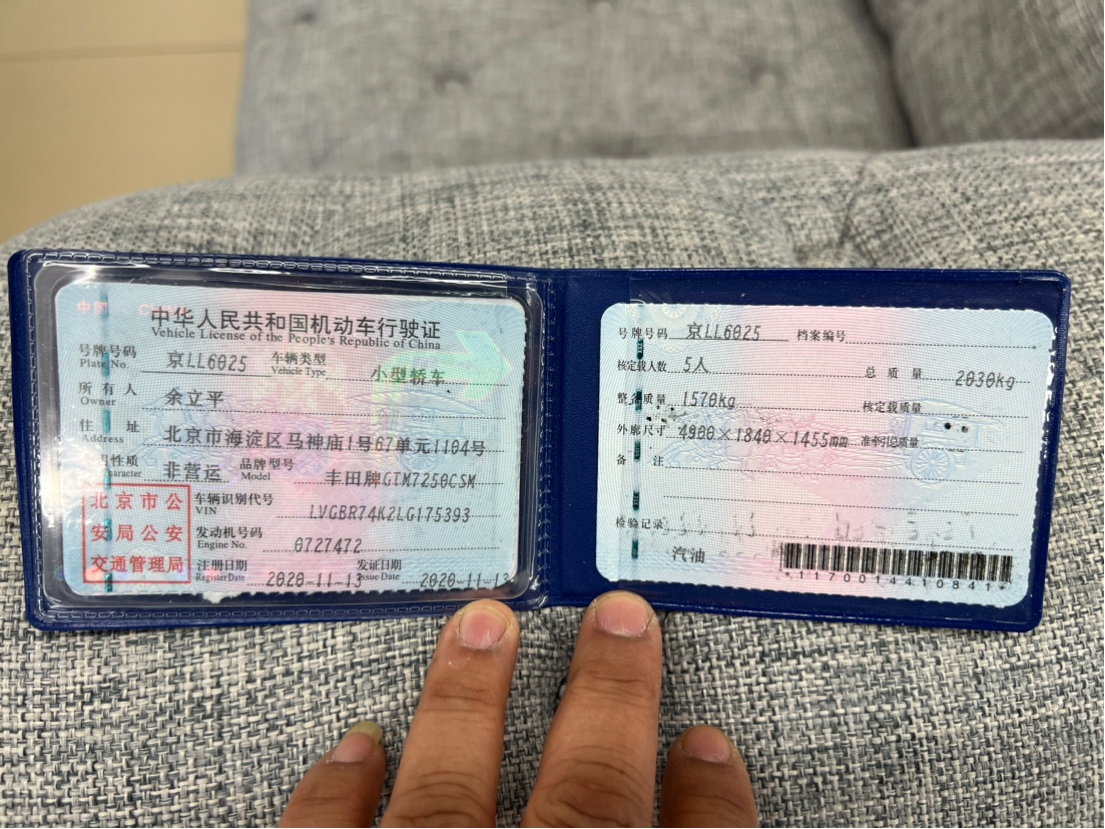 中华人民共和国机动车行驶证
Vehicle License of the People's Republic of China
号牌号码 京LL6025 车辆类型 小型轿车
Plate No. Vehicle Type
所有人 余立平
Owner
住址 北京市海淀区马神庙1号67单元1104号
Address
用性质 非营运 品牌型号 丰田牌GTM7250CSM
Character Model
北京市公
安局公安
交通管理局
车辆识别代号 LVGBR74K2LG175393
VIN
发动机号码 6727472
Engine No.
注册日期 2020-11-13 发证日期 2020-11-13
Register Date Issue Date
号牌号码 京LL6025 档案编号
核定载人数 5人 总质量 2030kg
整备质量 1570kg 核定载质量
外廓尺寸 4900×1840×1455mm 准牵引总质量
备注
检验记录
汽油
*1170014410841*